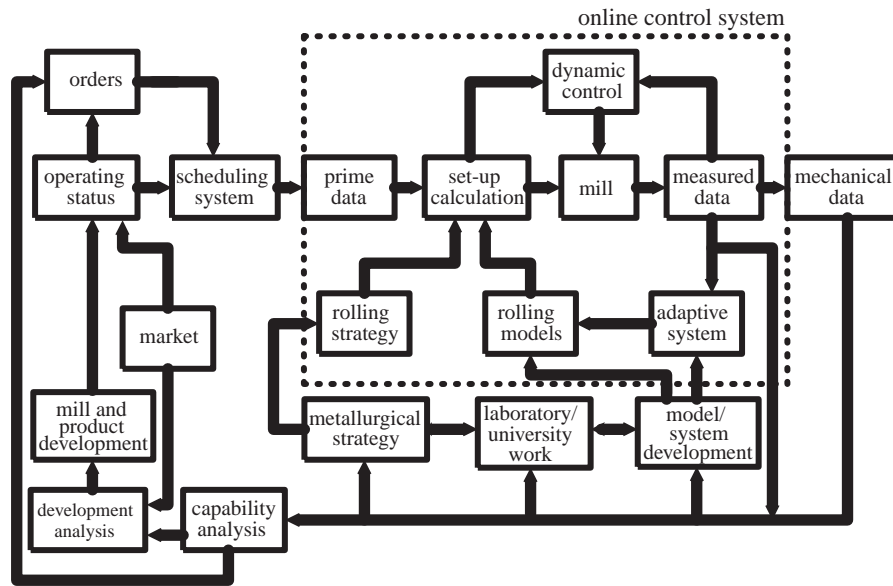 online control system
orders
dynamic
control
operating
status
scheduling
system
prime
data
set-up
calculation
mill
measured
data
mechanical
data
rolling
strategy
rolling
models
adaptive
system
market
mill and
product
development
metallurgical
strategy
laboratory/
university
work
model/
system
development
development
analysis
capability
analysis